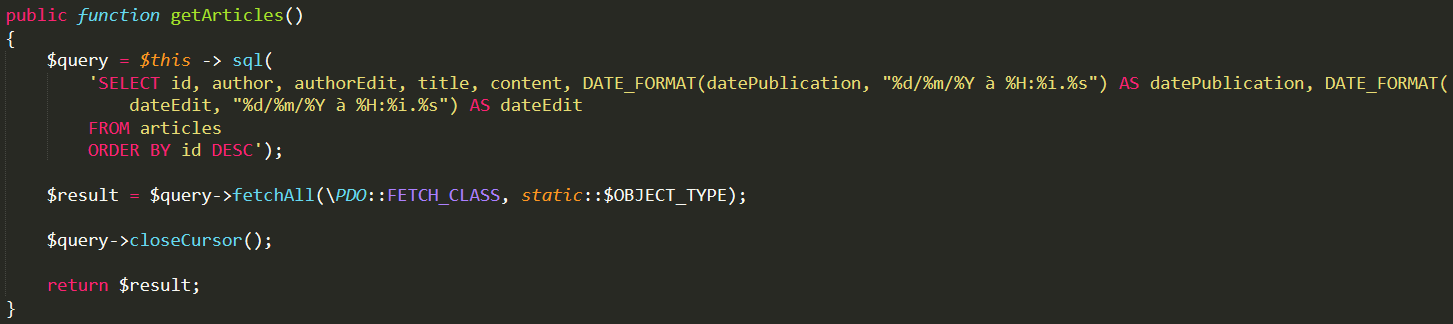 public function getArticles()
{
    $query = $this -> sql(
        'SELECT id, author, authorEdit, title, content, DATE_FORMAT(datePublication, "%d/%m/%Y à %H:%i.%s") AS datePublication, DATE_FORMAT(
            dateEdit, "%d/%m/%Y à %H:%i.%s") AS dateEdit
        FROM articles
        ORDER BY id DESC');

    $result = $query->fetchAll(\PDO::FETCH_CLASS, static::$OBJECT_TYPE);

    $query->closeCursor();

    return $result;
}